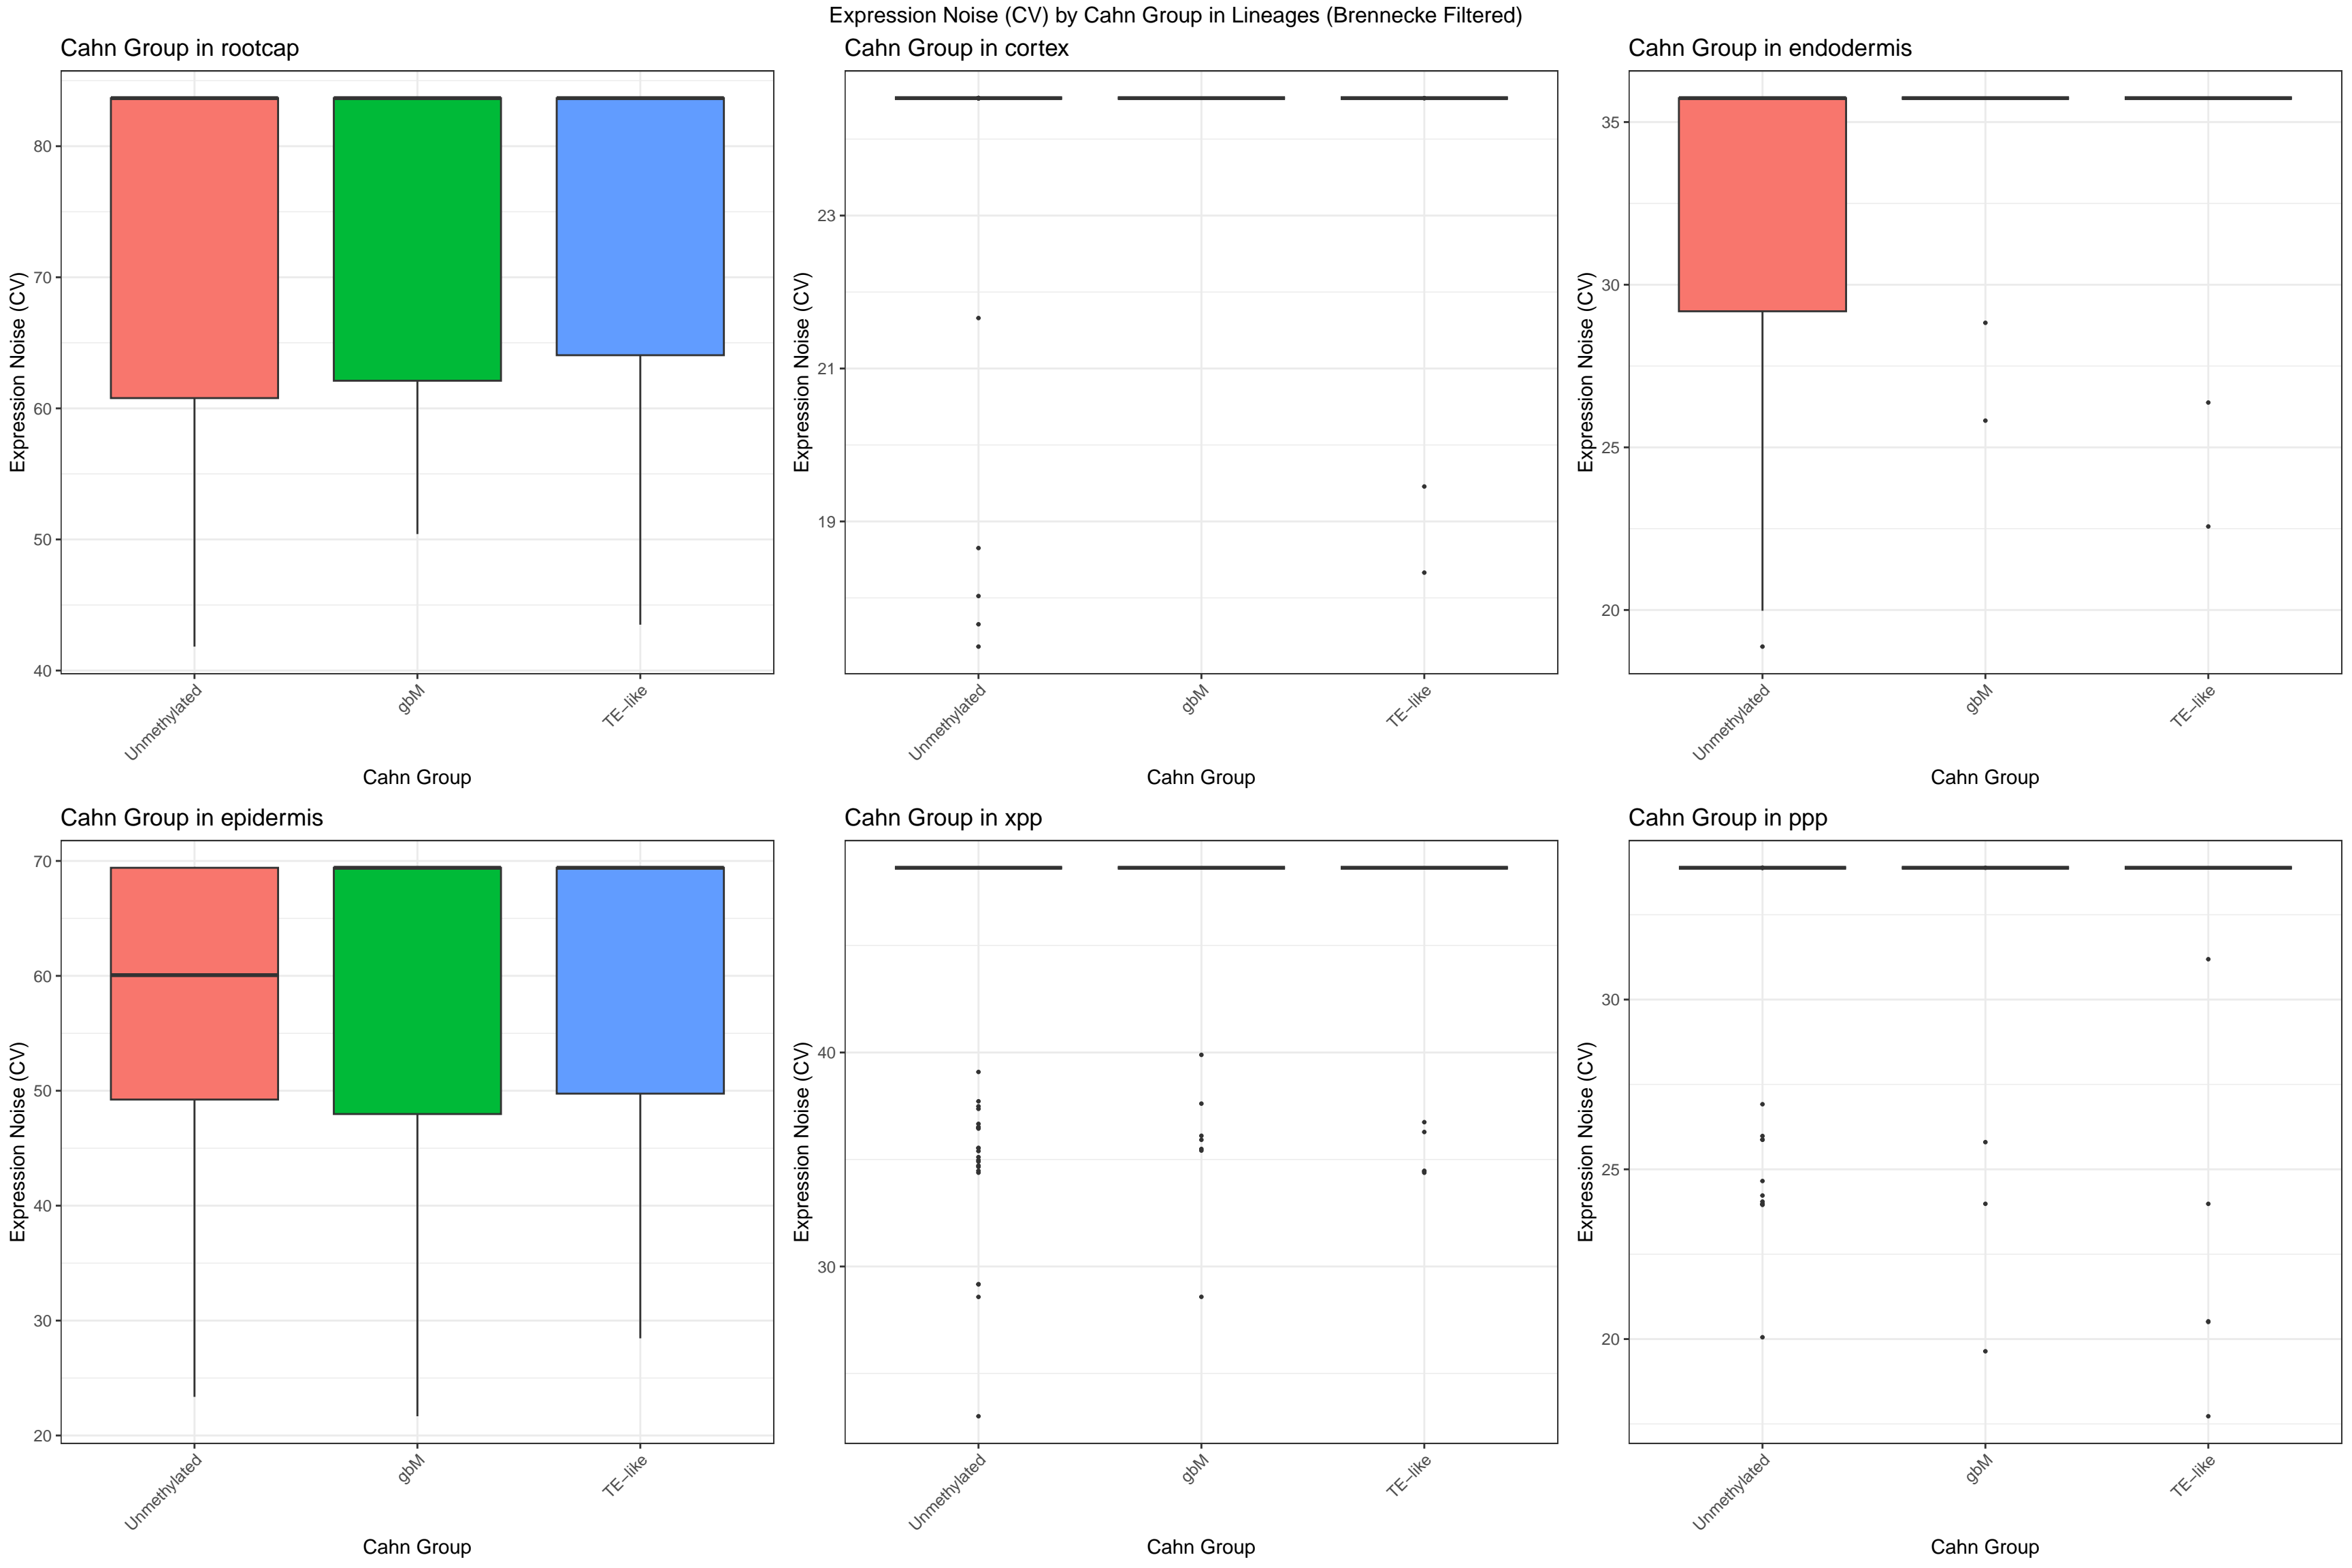 Expression Noise (CV) by Cahn Group in Lineages (Brennecke Filtered)
Cahn Group in rootcap
Expression Noise (CV)
80
70
60
50
40
Unmethylated
gbM
TE-like
Cahn Group
Cahn Group in cortex
Expression Noise (CV)
23
21
19
Unmethylated
gbM
TE-like
Cahn Group
Cahn Group in endodermis
Expression Noise (CV)
35
30
25
20
Unmethylated
gbM
TE-like
Cahn Group
Cahn Group in epidermis
Expression Noise (CV)
70
60
50
40
30
20
Unmethylated
gbM
TE-like
Cahn Group
Cahn Group in xpp
Expression Noise (CV)
40
30
Unmethylated
gbM
TE-like
Cahn Group
Cahn Group in ppp
Expression Noise (CV)
30
25
20
Unmethylated
gbM
TE-like
Cahn Group